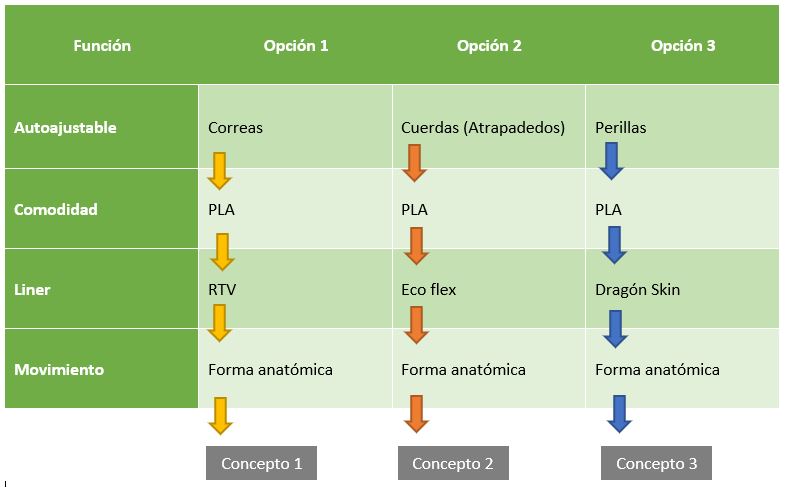 Función Opción 1 Opción 2 Opción 3
Autoajustable Correas Cuerdas (Atrapadedos) Perillas
Comodidad PLA PLA PLA
Liner RTV Eco flex Dragón Skin
Movimiento Forma anatómica Forma anatómica Forma anatómica
Concepto 1 Concepto 2 Concepto 3